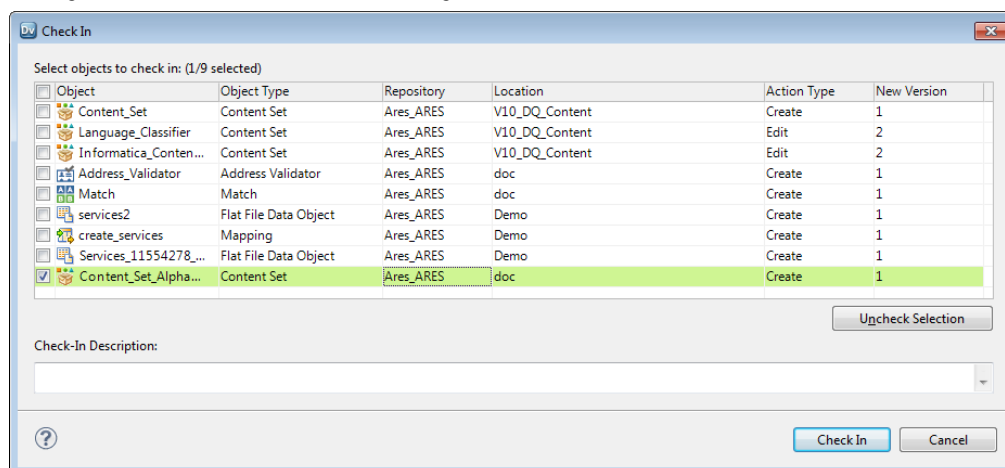 Dv Check In
Select objects to check in: (1/9 selected)
Object Object Type Repository Location Action Type New Version
Content_Set Content Set Ares_ARES V10_DQ_Content Create 1
Language_Classifier Content Set Ares_ARES V10_DQ_Content Edit 2
Informatica_Conten... Content Set Ares_ARES V10_DQ_Content Edit 2
Address_Validator Address Validator Ares_ARES doc Create 1
Match Match Ares_ARES doc Create 1
services2 Flat File Data Object Ares_ARES Demo Create 1
create_services Mapping Ares_ARES Demo Create 1
Services_11554278_... Flat File Data Object Ares_ARES Demo Create 1
Content_Set_Alpha... Content Set Ares_ARES doc Create 1
Uncheck Selection
Check-In Description:
Check In Cancel